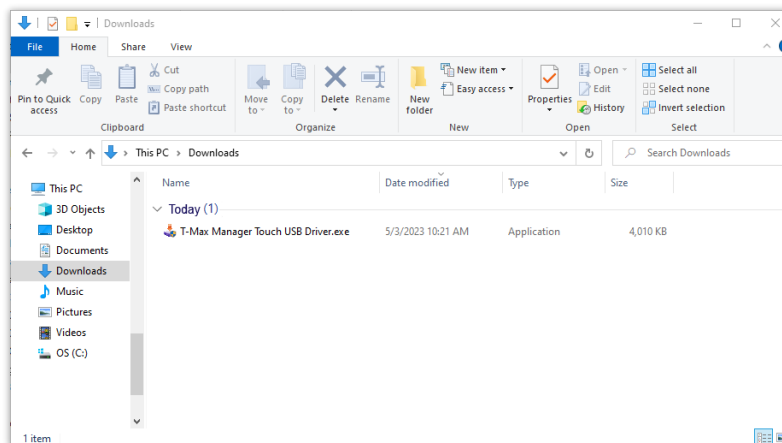 Downloads
File Home Share View
Pin to Quick access
Copy
Paste
Cut
Copy path
Paste shortcut
Clipboard
Move to
Copy to
Delete
Rename
Organize
New folder
New item
Easy access
New
Properties
Open
Edit
History
Open
Select all
Select none
Invert selection
Select
This PC > Downloads
Search Downloads
This PC
3D Objects
Desktop
Documents
Downloads
Music
Pictures
Videos
OS (C:)
Name Date modified Type Size
Today (1)
T-Max Manager Touch USB Driver.exe 5/3/2023 10:21 AM Application 4,010 KB
1 item